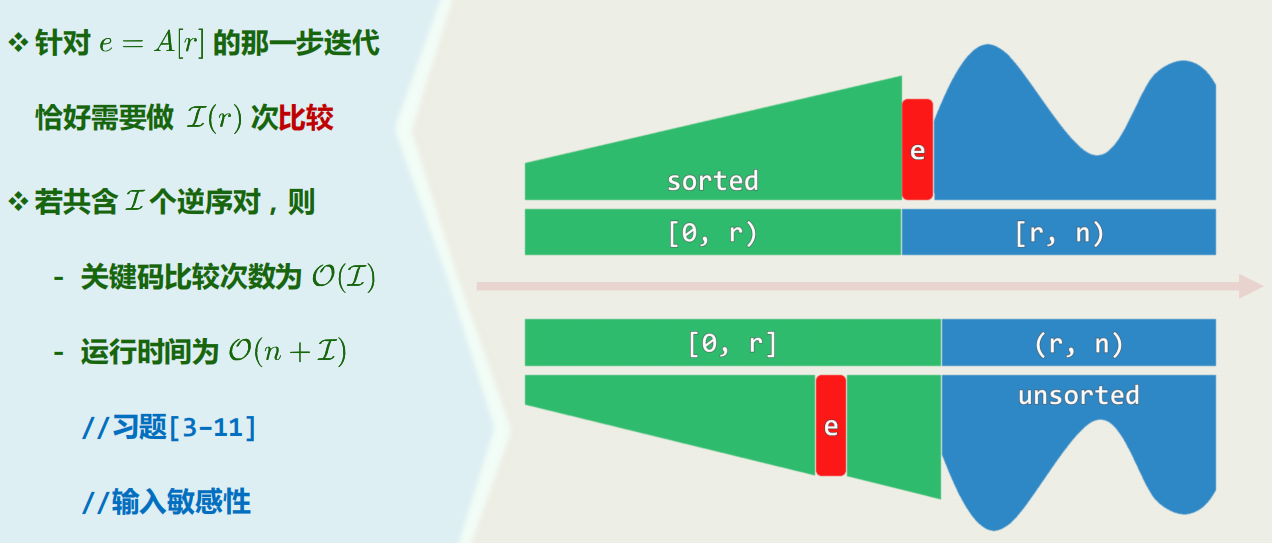 ❖ 针对 e = A[r] 的那一步迭代
恰好需要做 𝓘(r) 次比较
❖ 若共含 𝓘 个逆序对，则
- 关键码比较次数为 𝒪(𝓘)
- 运行时间为 𝒪(n + 𝓘)
//习题[3-11]
//输入敏感性
e
sorted
[0, r)
[r, n)
[0, r]
(r, n)
unsorted
e